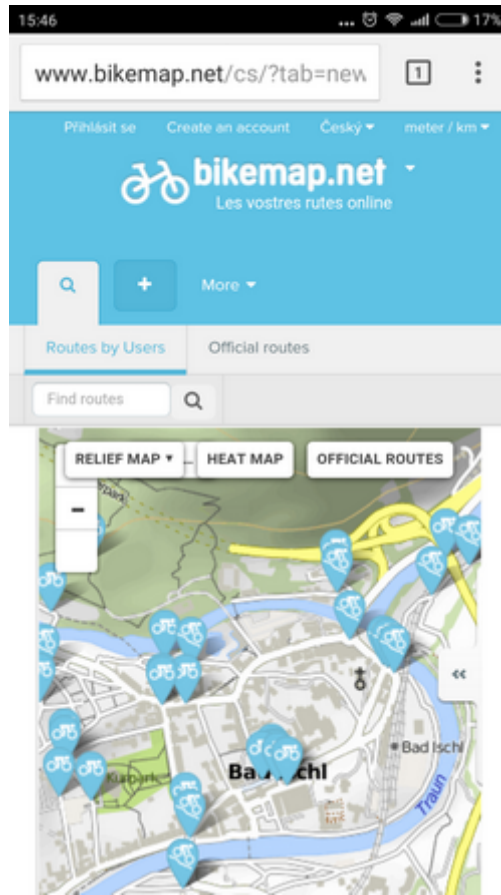 15:46 ... 17%
www.bikemap.net/cs/?tab=new 1
Přihlásit se Create an account Český meter / km
bikemap.net
Les vostres rutes online
More
Routes by Users Official routes
Find routes
RELIEF MAP HEAT MAP OFFICIAL ROUTES
Bad Ischl
Kurpark
Traun